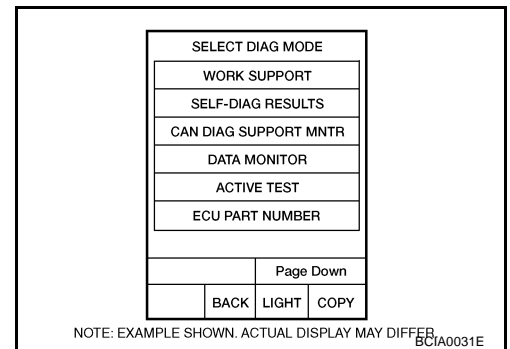 SELECT DIAG MODE
WORK SUPPORT
SELF-DIAG RESULTS
CAN DIAG SUPPORT MNTR
DATA MONITOR
ACTIVE TEST
ECU PART NUMBER
Page Down
BACK LIGHT COPY
NOTE: EXAMPLE SHOWN. ACTUAL DISPLAY MAY DIFFER.
BCIA0031E